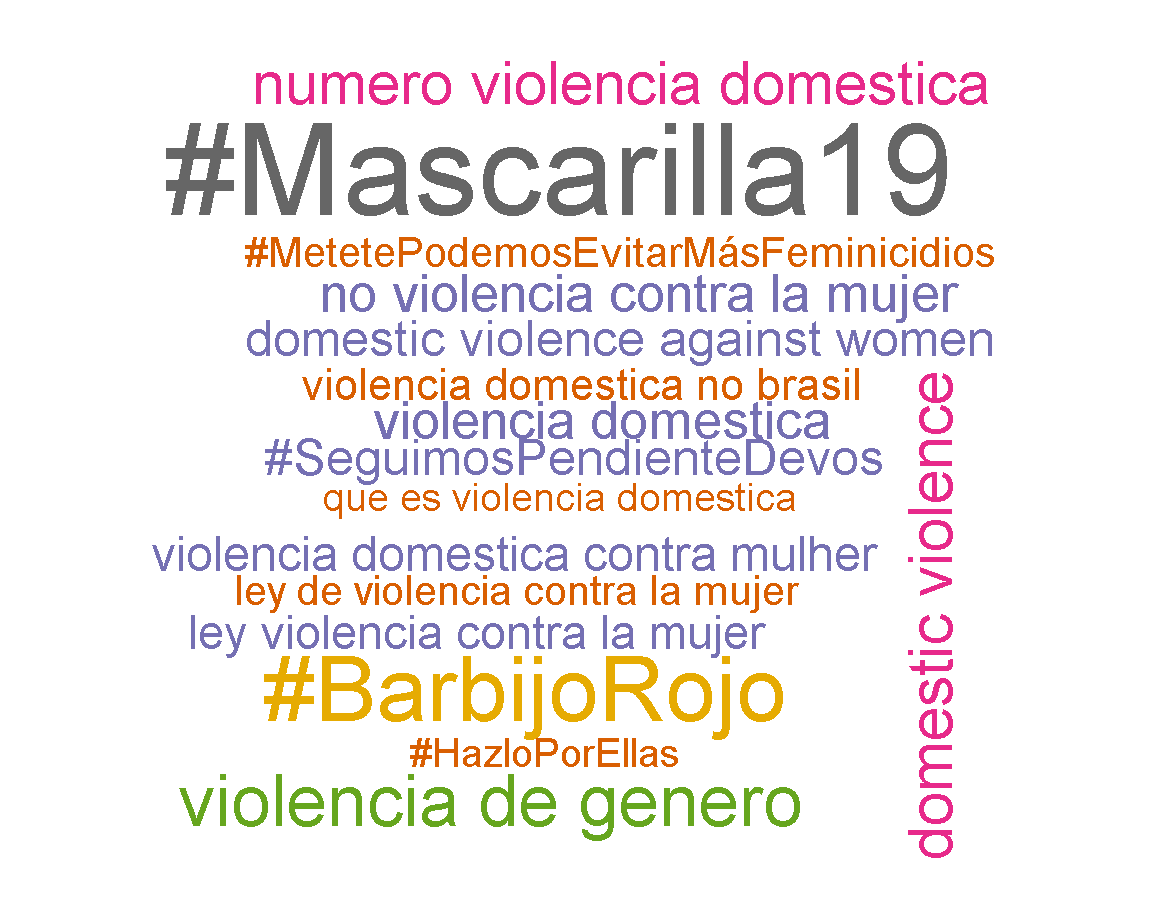 numero violencia domestica
#Mascarilla19
#MetetePodemosEvitarMásFeminicidios
no violencia contra la mujer
domestic violence against women
violencia domestica no brasil
violencia domestica
#SeguimosPendienteDevos
que es violencia domestica
violencia domestica contra mulher
ley de violencia contra la mujer
ley violencia contra la mujer
#BarbijoRojo
#HazloPorEllas
violencia de genero
domestic violence